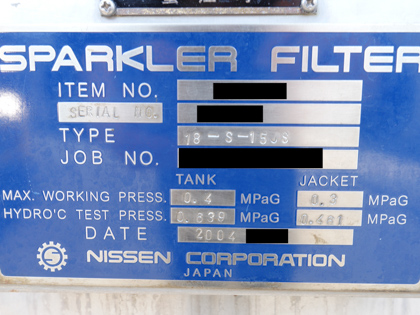 SPARKLER FILTER
ITEM NO.
SERIAL NO.
TYPE 18-S-150S
JOB NO.
TANK JACKET
MAX. WORKING PRESS. 0.4 MPaG 0.3 MPaG
HYDRO'C TEST PRESS. 0.639 MPaG 0.481 MPaG
DATE 2004
NISSEN CORPORATION
JAPAN